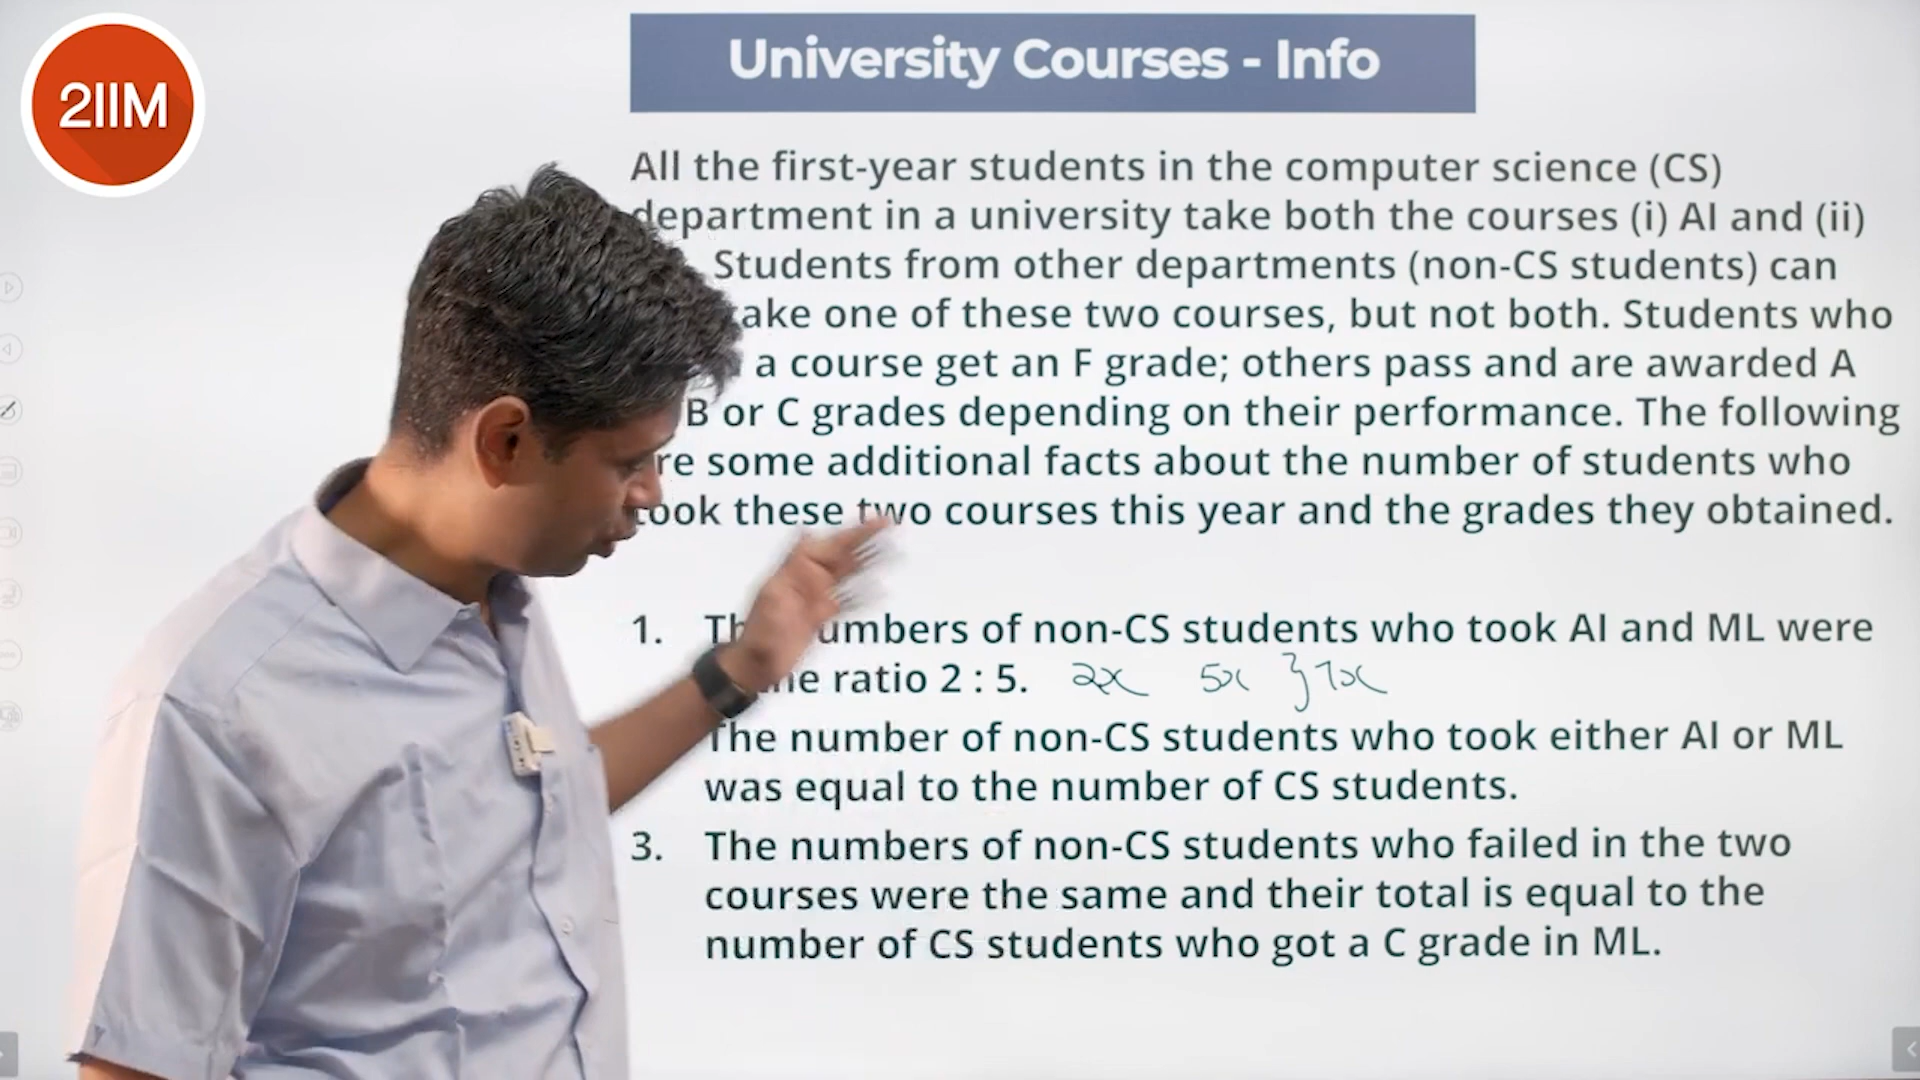 2IIM
University Courses - Info
All the first-year students in the computer science (CS)
department in a university take both the courses (i) AI and (ii)
Students from other departments (non-CS students) can
take one of these two courses, but not both. Students who
a course get an F grade; others pass and are awarded A
B or C grades depending on their performance. The following
are some additional facts about the number of students who
took these two courses this year and the grades they obtained.
1. The numbers of non-CS students who took AI and ML were
the ratio 2 : 5. 2x 5x } 7x
The number of non-CS students who took either AI or ML
was equal to the number of CS students.
3. The numbers of non-CS students who failed in the two
courses were the same and their total is equal to the
number of CS students who got a C grade in ML.